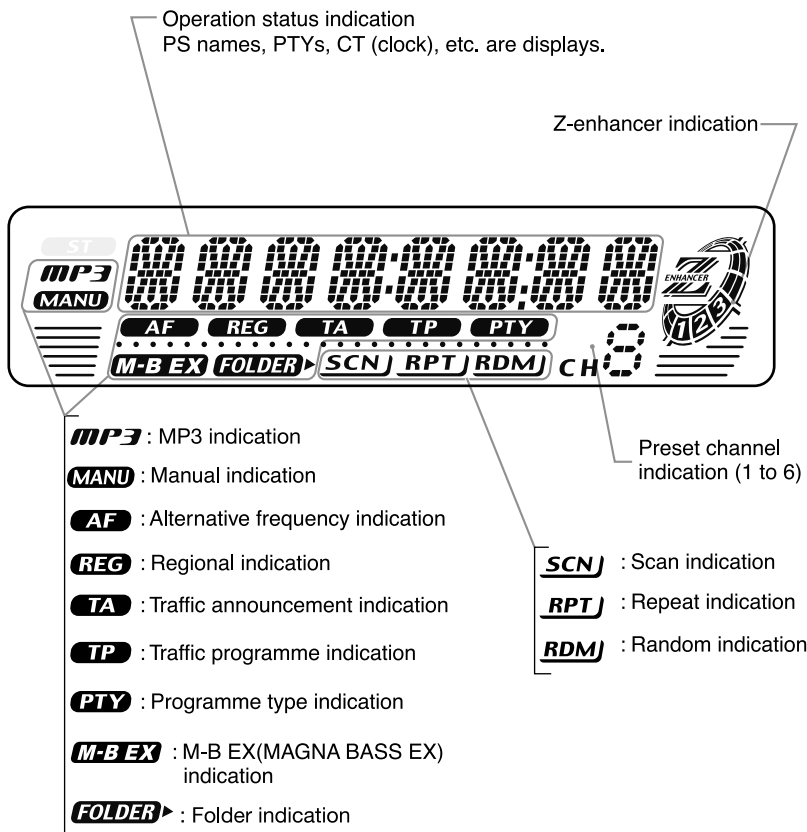 Operation status indication
PS names, PTYs, CT (clock), etc. are displays.
Z-enhancer indication
ST
MP3
MANU
Z
ENHANCER
1 2 3
AF REG TA TP PTY
M-B EX FOLDER SCN RPT RDM CH 8
MP3 : MP3 indication
MANU : Manual indication
AF : Alternative frequency indication
REG : Regional indication
TA : Traffic announcement indication
TP : Traffic programme indication
PTY : Programme type indication
M-B EX : M-B EX(MAGNA BASS EX)
indication
FOLDER : Folder indication
Preset channel
indication (1 to 6)
SCN : Scan indication
RPT : Repeat indication
RDM : Random indication